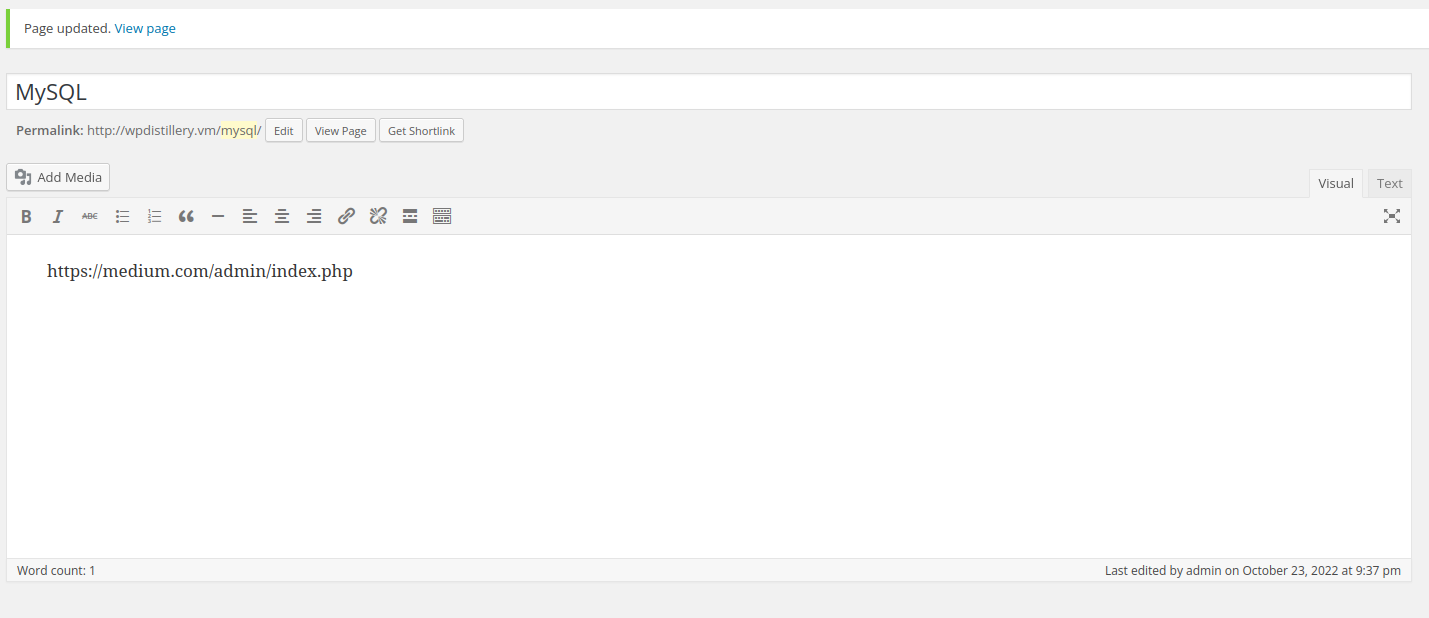 Page updated. View page
MySQL
Permalink: http://wpdistillery.vm/mysql/ Edit View Page Get Shortlink
Add Media
Visual Text
B I ABC
https://medium.com/admin/index.php
Word count: 1
Last edited by admin on October 23, 2022 at 9:37 pm